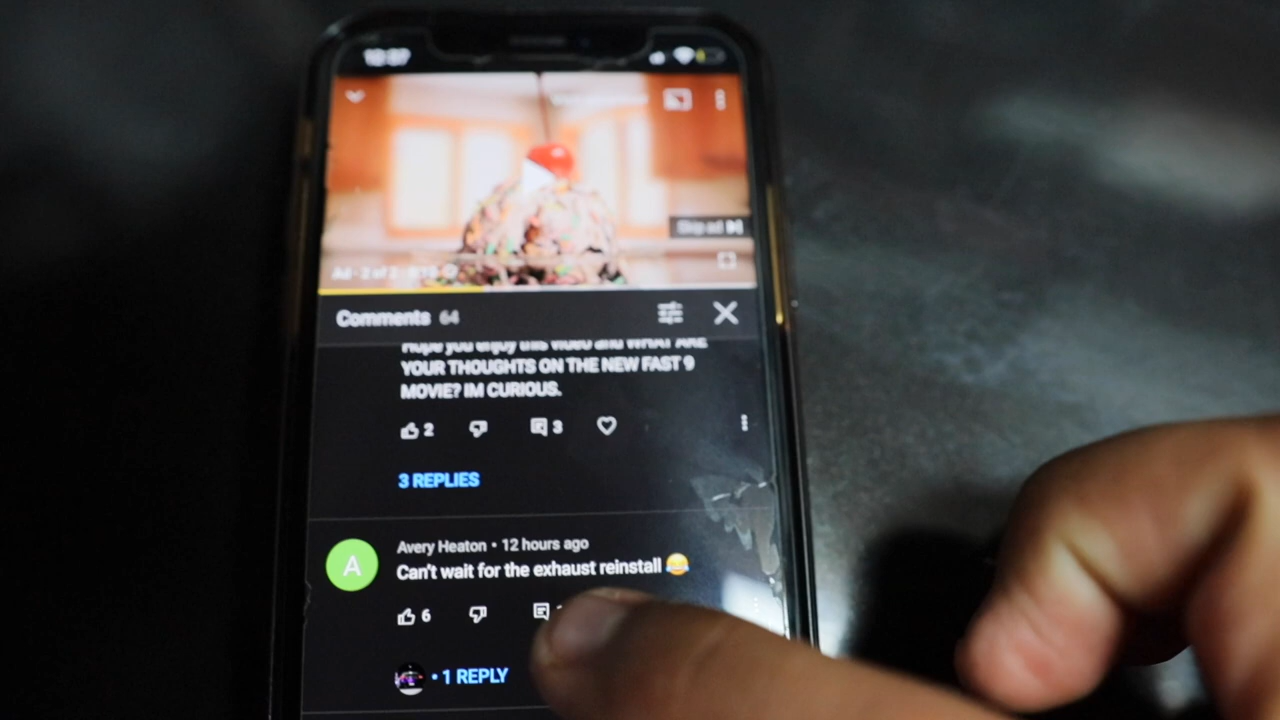 Skip ad
Comments 64
Hope you enjoy this video and WHAT ARE
YOUR THOUGHTS ON THE NEW FAST 9
MOVIE? IM CURIOUS.
2
3
3 REPLIES
A
Avery Heaton • 12 hours ago
Can't wait for the exhaust reinstall 😂
6
• 1 REPLY